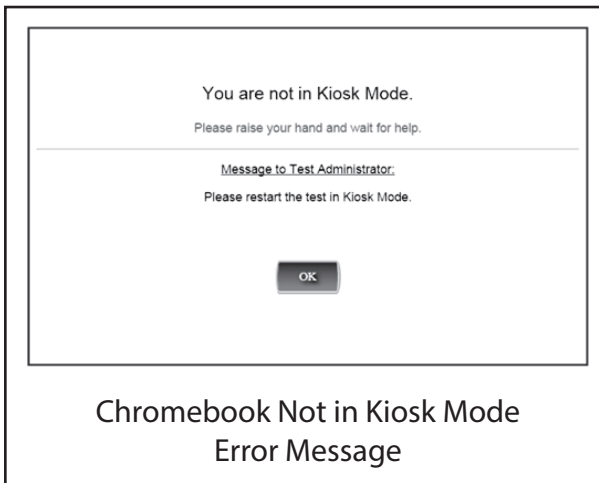 You are not in Kiosk Mode.
Please raise your hand and wait for help.
Message to Test Administrator:
Please restart the test in Kiosk Mode.
OK
Chromebook Not in Kiosk Mode
Error Message